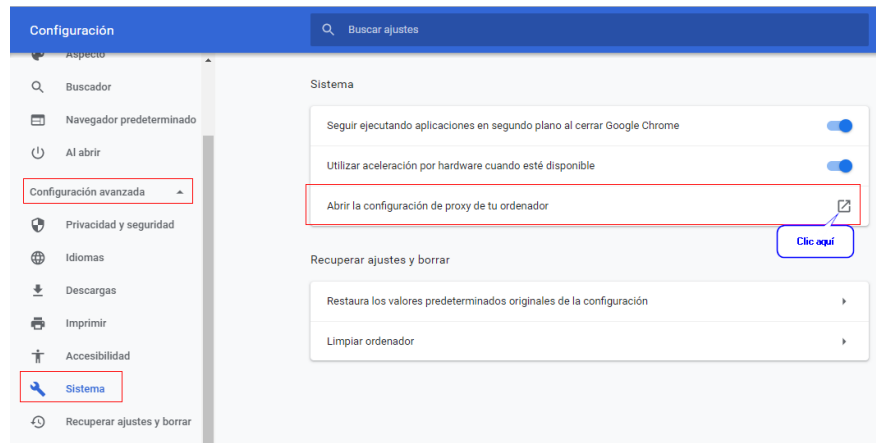 Configuración
Buscar ajustes
Aspecto
Buscador
Navegador predeterminado
Al abrir
Configuración avanzada
Privacidad y seguridad
Idiomas
Descargas
Imprimir
Accesibilidad
Sistema
Recuperar ajustes y borrar
Sistema
Seguir ejecutando aplicaciones en segundo plano al cerrar Google Chrome
Utilizar aceleración por hardware cuando esté disponible
Abrir la configuración de proxy de tu ordenador
Clic aquí
Recuperar ajustes y borrar
Restaura los valores predeterminados originales de la configuración
Limpiar ordenador